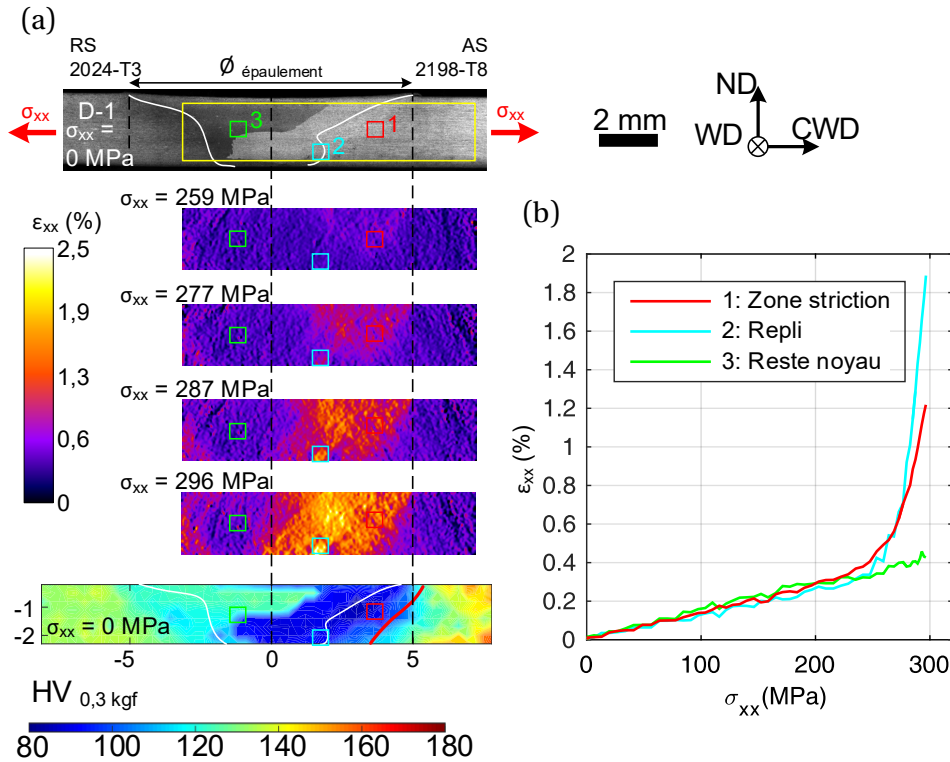 (a)
RS
2024-T3
Ø épaulement
AS
2198-T8
σxx
D-1
σxx =
0 MPa
3
1
2
σxx
2 mm
ND
WD
CWD
σxx = 259 MPa
εxx (%)
2,5
1,9
1,3
0,6
0
σxx = 277 MPa
σxx = 287 MPa
σxx = 296 MPa
-1
-2
σxx = 0 MPa
-5
0
5
HV 0,3 kgf
80
100
120
140
160
180
(b)
εxx (%)
2
1.8
1.6
1.4
1.2
1
0.8
0.6
0.4
0.2
0
1: Zone striction
2: Repli
3: Reste noyau
0
100
200
300
σxx (MPa)